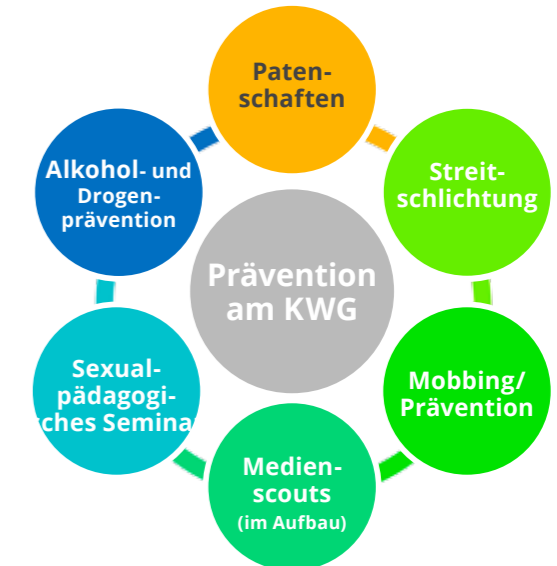 Paten-
schaften
Streit-
schlichtung
Mobbing/
Prävention
Medien-
scouts
(im Aufbau)
Sexual-
pädagogi-
sches Semina
Alkohol- und
Drogen-
prävention
Prävention
am KWG